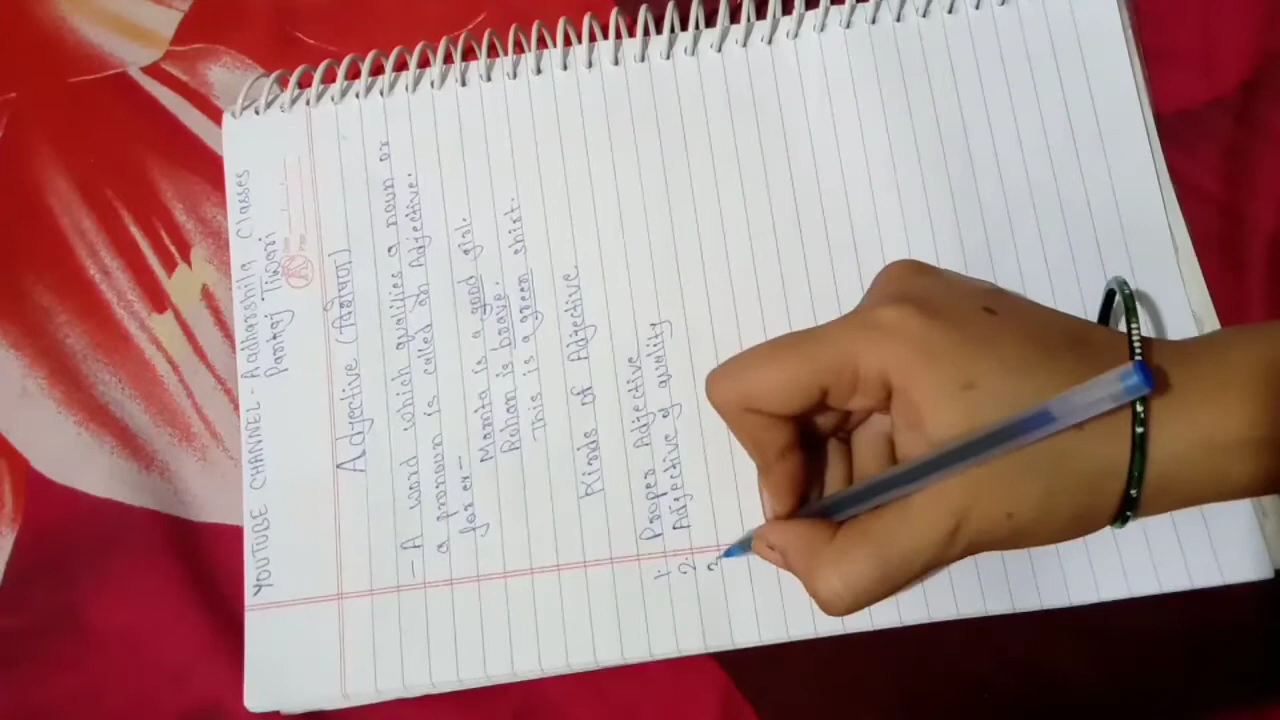 YOUTUBE CHANNEL - Aadharshila Classes
Pankaj Tiwari
Adjective (विशेषण)
- A word which qualifies a noun or
a pronoun is called an Adjective.
for ex-
Mamta is a good girl.
Rohan is brave.
This is a green shirt.
Kinds of Adjective
1. Proper Adjective
2. Adjective of quality
3